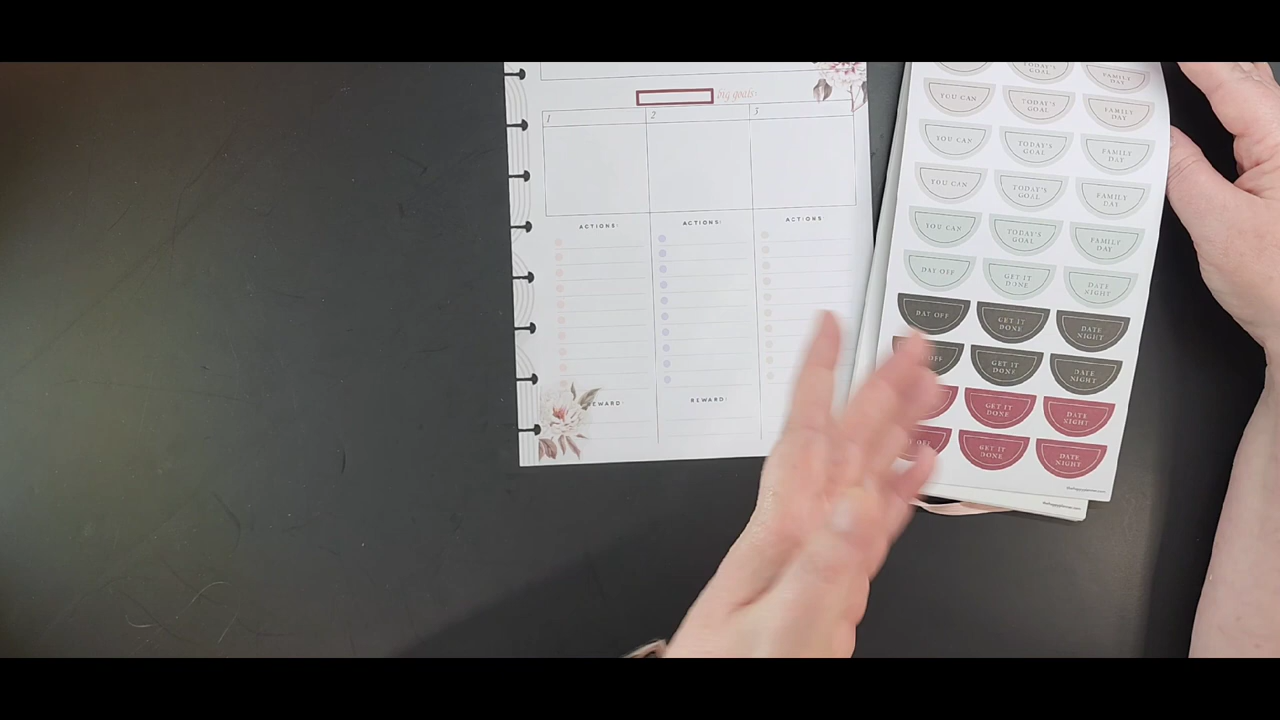 big goals:
1 2 3
ACTIONS: ACTIONS: ACTIONS:
REWARD:
TODAY'S GOAL
FAMILY DAY
YOU CAN
TODAY'S GOAL
FAMILY DAY
YOU CAN
TODAY'S GOAL
FAMILY DAY
YOU CAN
TODAY'S GOAL
FAMILY DAY
YOU CAN
TODAY'S GOAL
FAMILY DAY
DAY OFF
GET IT DONE
DATE NIGHT
DAY OFF
GET IT DONE
DATE NIGHT
OFF
GET IT DONE
DATE NIGHT
GET IT DONE
DATE NIGHT
GET IT DONE
DATE NIGHT